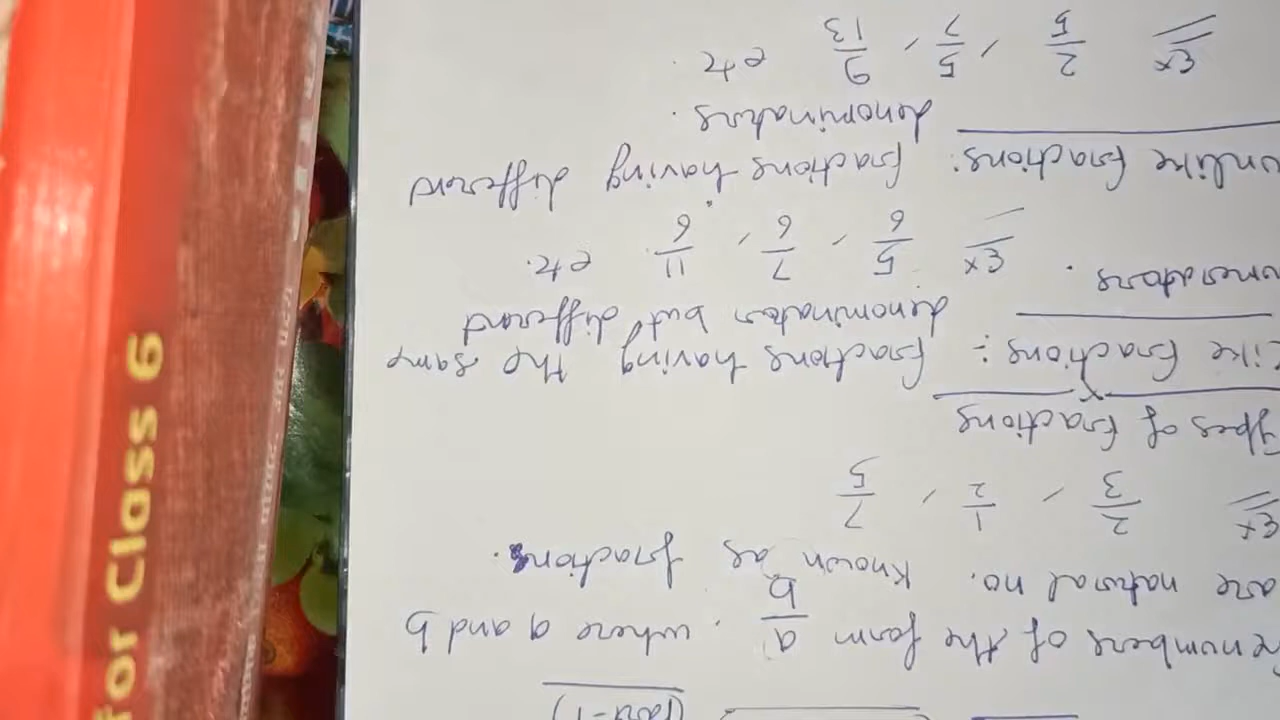 (Part-1)
e numbers of the form a/b, where a and b
are natural no. known as fractions.
Ex 2/3, 1/2, 7/5
Types of fractions
Like fractions :- fractions having the same
denominator but different
umerators. Ex 5/6, 7/6, 11/6 etc.
unlike fractions: fractions having different
denominators.
Ex 2/5, 5/7, 9/13 etc.
For Class 6